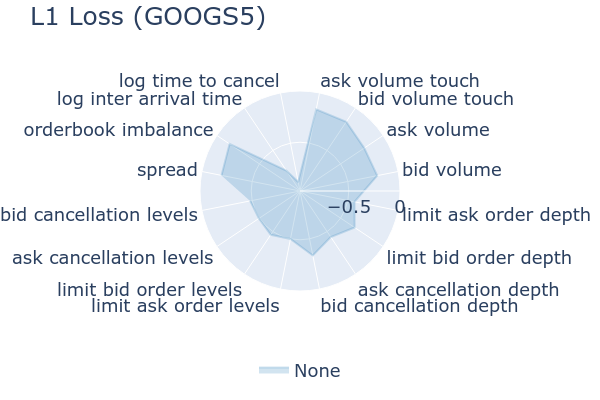 L1 Loss (GOOGS5)
log time to cancel
ask volume touch
log inter arrival time
bid volume touch
orderbook imbalance
ask volume
spread
bid volume
−0.5
0
bid cancellation levels
limit ask order depth
ask cancellation levels
limit bid order depth
limit bid order levels
ask cancellation depth
limit ask order levels
bid cancellation depth
None